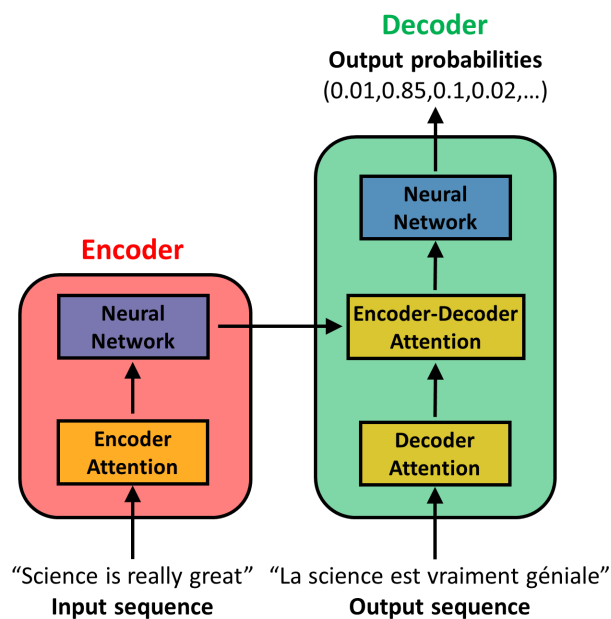 Decoder
Output probabilities
(0.01,0.85,0.1,0.02,...)
Neural
Network
Encoder
Neural
Network
Encoder-Decoder
Attention
Encoder
Attention
Decoder
Attention
“Science is really great”
“La science est vraiment géniale”
Input sequence
Output sequence